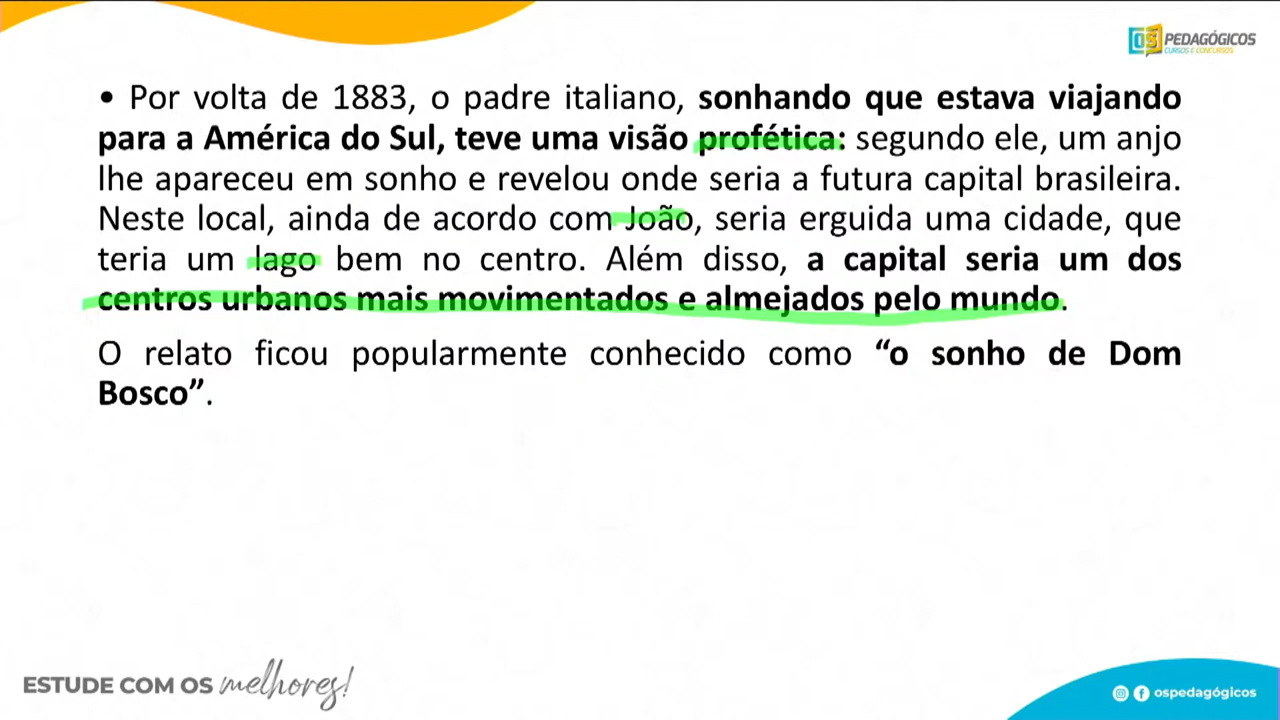 OS PEDAGÓGICOS
CURSOS E CONCURSOS
• Por volta de 1883, o padre italiano, sonhando que estava viajando
para a América do Sul, teve uma visão profética: segundo ele, um anjo
lhe apareceu em sonho e revelou onde seria a futura capital brasileira.
Neste local, ainda de acordo com João, seria erguida uma cidade, que
teria um lago bem no centro. Além disso, a capital seria um dos
centros urbanos mais movimentados e almejados pelo mundo.
O relato ficou popularmente conhecido como “o sonho de Dom
Bosco”.
ESTUDE COM OS melhores!
ospedagógicos